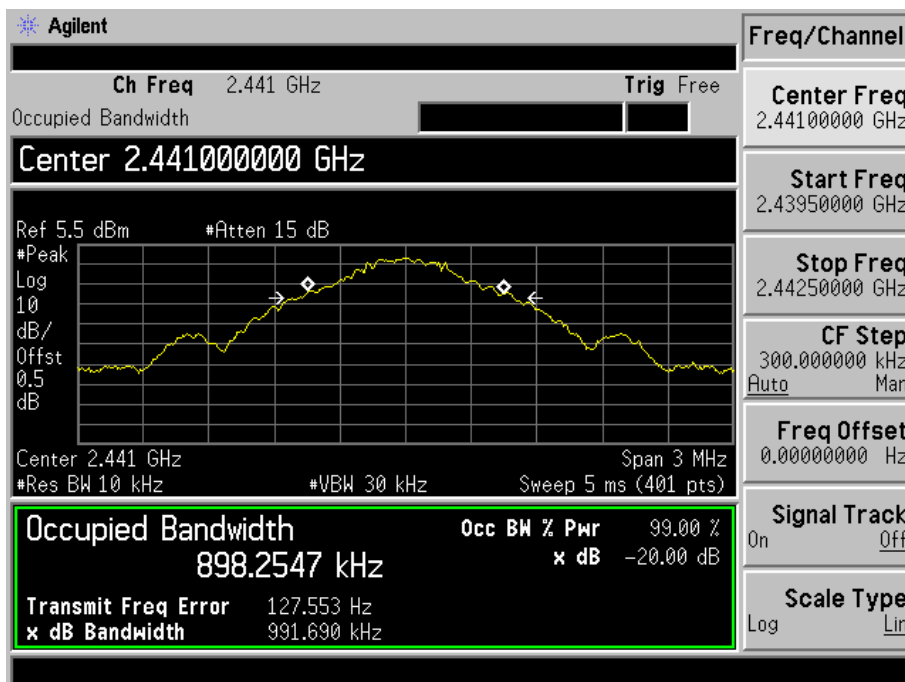 Agilent
Ch Freq 2.441 GHz Trig Free
Occupied Bandwidth
Center 2.441000000 GHz
Ref 5.5 dBm #Atten 15 dB
#Peak
Log
10
dB/
Offst
0.5
dB
Center 2.441 GHz Span 3 MHz
#Res BW 10 kHz #VBW 30 kHz Sweep 5 ms (401 pts)
Occupied Bandwidth Occ BW % Pwr 99.00 %
898.2547 kHz x dB -20.00 dB
Transmit Freq Error 127.553 Hz
x dB Bandwidth 991.690 kHz
Freq/Channel
Center Freq
2.44100000 GHz
Start Freq
2.43950000 GHz
Stop Freq
2.44250000 GHz
CF Step
300.000000 kHz
Auto Man
Freq Offset
0.00000000 Hz
Signal Track
On Off
Scale Type
Log Lin